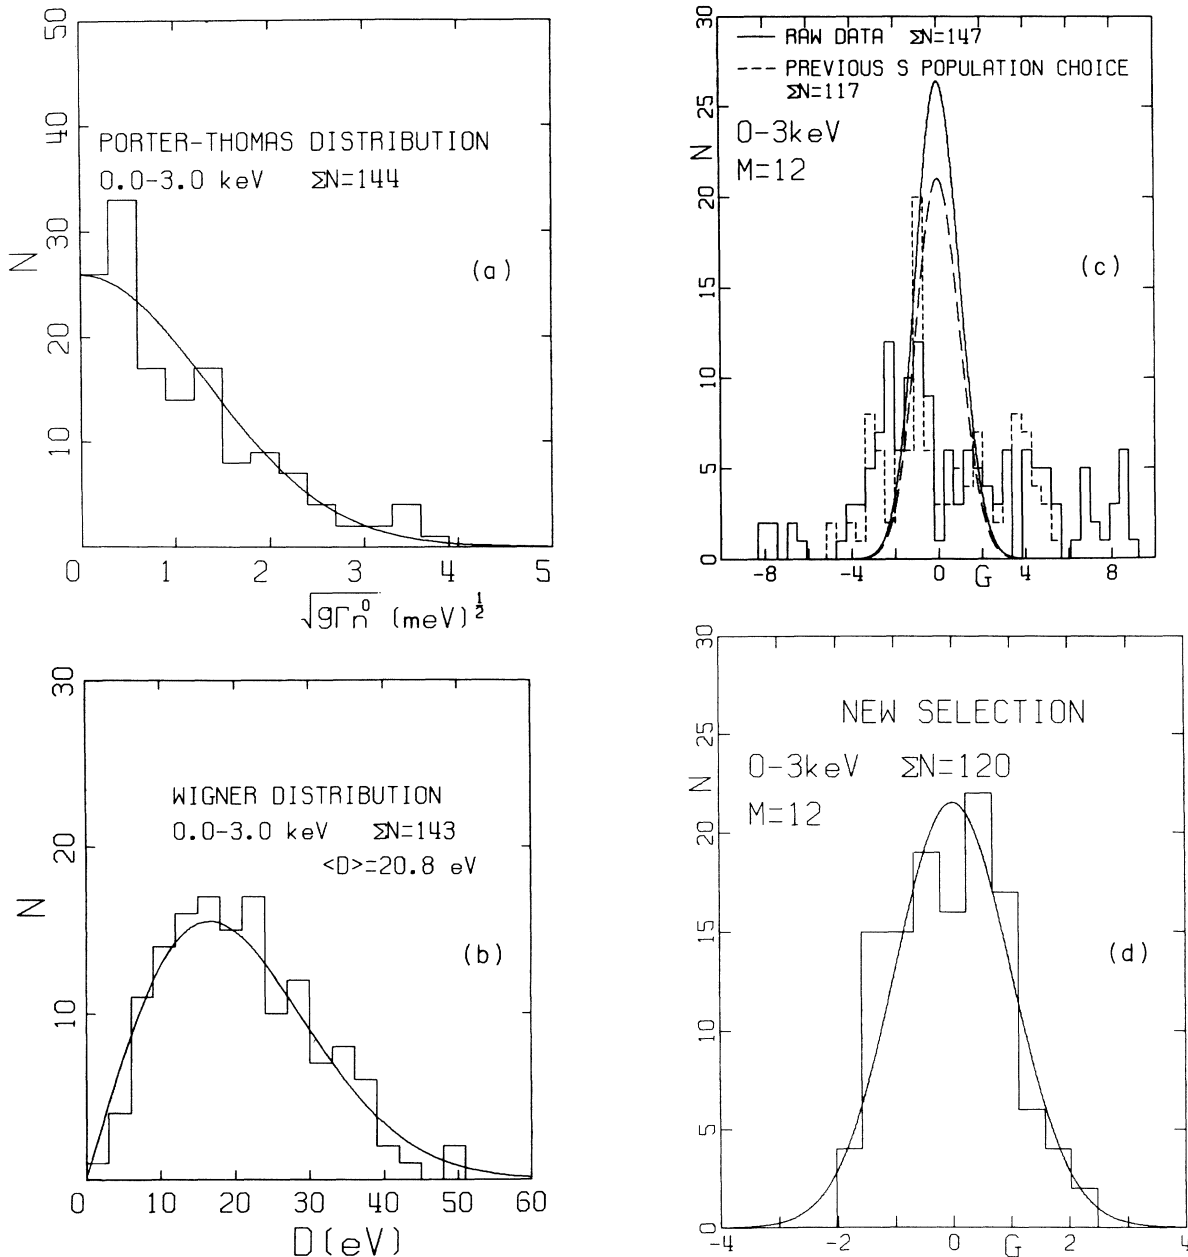 50
40
30
20
10
N
PORTER-THOMAS DISTRIBUTION
0.0-3.0 keV ΣN=144
(a)
0 1 2 3 4 5
√gΓn⁰ (meV)^½
30
25
20
15
10
5
0
N
RAW DATA ΣN=147
PREVIOUS S POPULATION CHOICE
ΣN=117
0-3keV
M=12
(c)
-8 -4 0 4 8
G
30
20
10
N
WIGNER DISTRIBUTION
0.0-3.0 keV ΣN=143
<D>=20.8 eV
(b)
0 10 20 30 40 50 60
D(eV)
30
25
20
15
10
5
0
N
NEW SELECTION
0-3keV ΣN=120
M=12
(d)
-4 -2 0 2 4
G